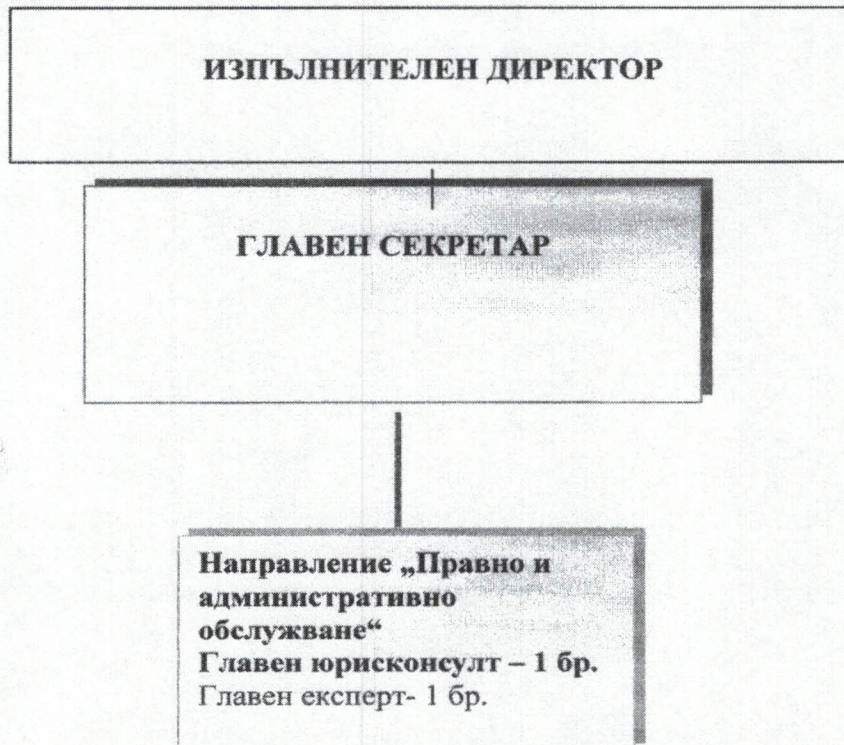 ИЗПЪЛНИТЕЛЕН ДИРЕКТОР
ГЛАВЕН СЕКРЕТАР
Направление „Правно и
административно
обслужване“
Главен юрисконсулт – 1 бр.
Главен експерт- 1 бр.